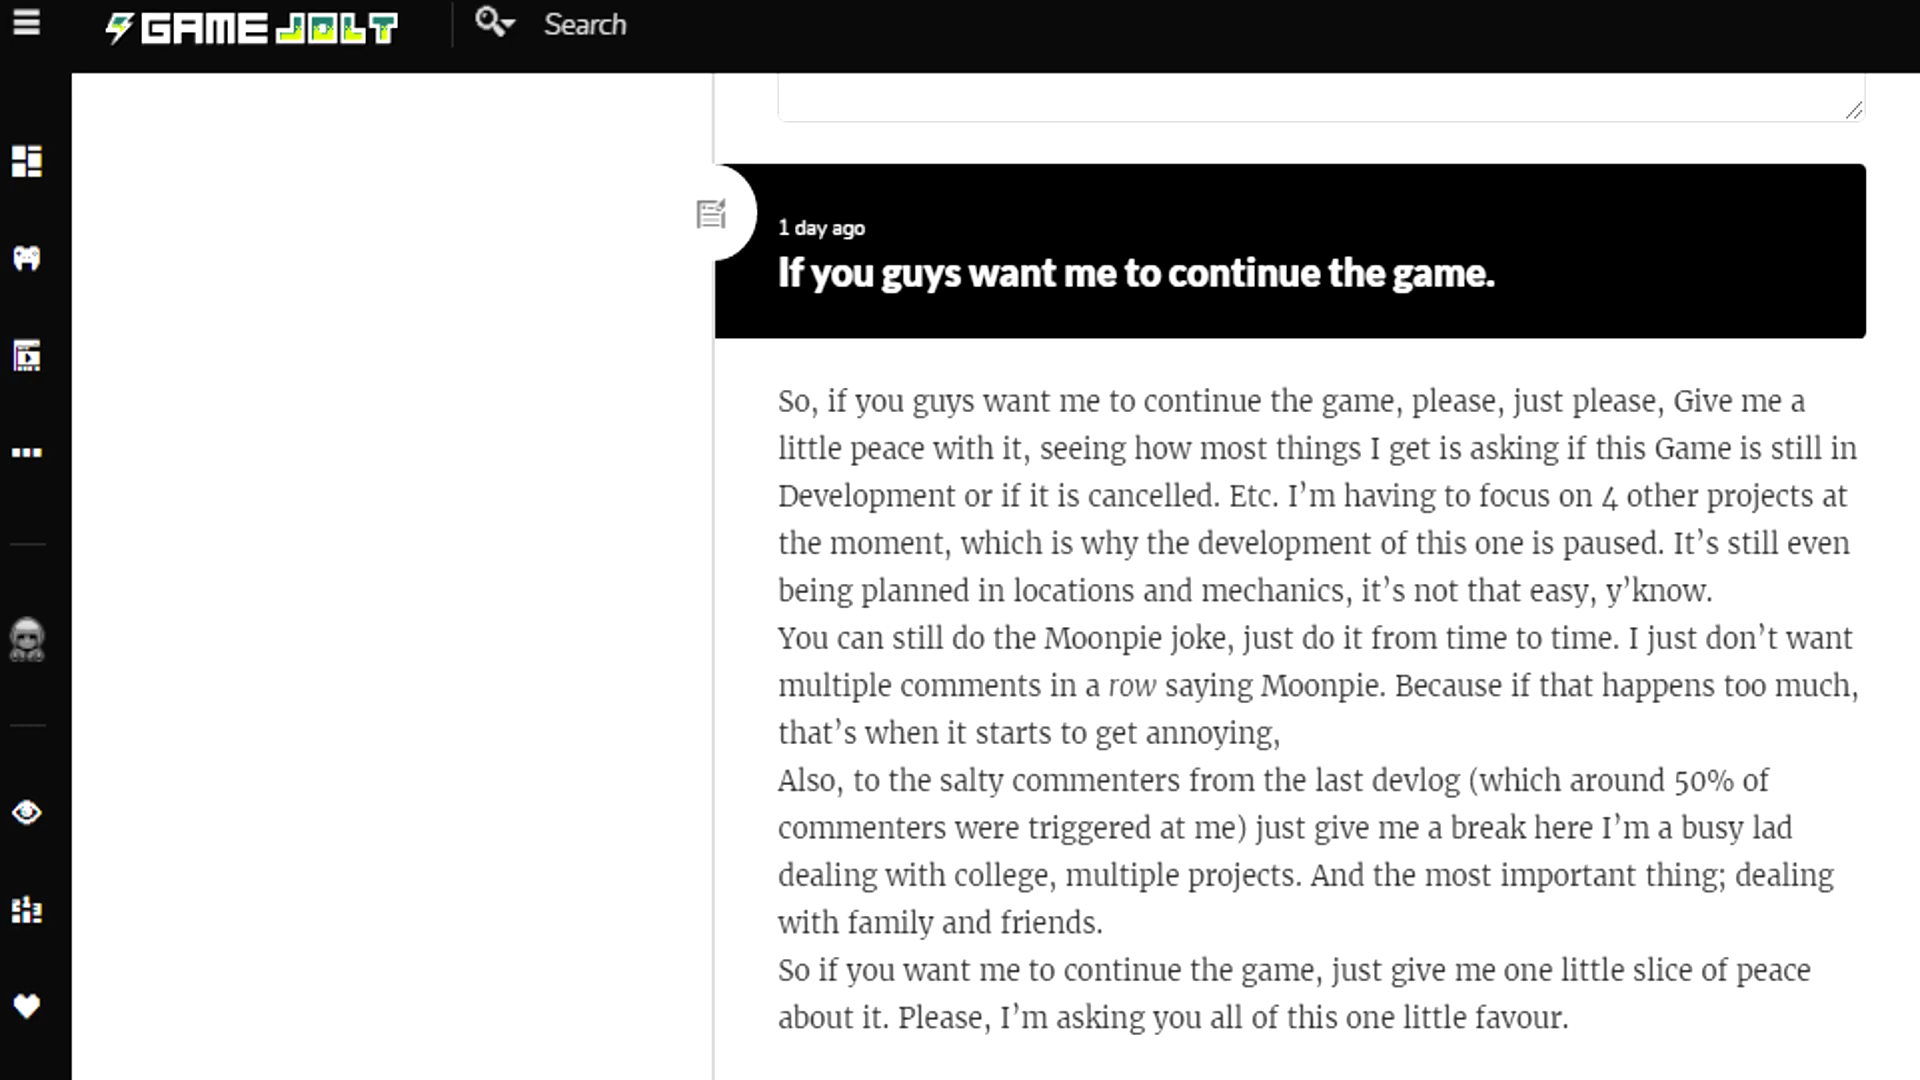 GAME JOLT
Search
1 day ago
If you guys want me to continue the game.
So, if you guys want me to continue the game, please, just please, Give me a
little peace with it, seeing how most things I get is asking if this Game is still in
Development or if it is cancelled. Etc. I’m having to focus on 4 other projects at
the moment, which is why the development of this one is paused. It’s still even
being planned in locations and mechanics, it’s not that easy, y’know.
You can still do the Moonpie joke, just do it from time to time. I just don’t want
multiple comments in a row saying Moonpie. Because if that happens too much,
that’s when it starts to get annoying,
Also, to the salty commenters from the last devlog (which around 50% of
commenters were triggered at me) just give me a break here I’m a busy lad
dealing with college, multiple projects. And the most important thing; dealing
with family and friends.
So if you want me to continue the game, just give me one little slice of peace
about it. Please, I’m asking you all of this one little favour.